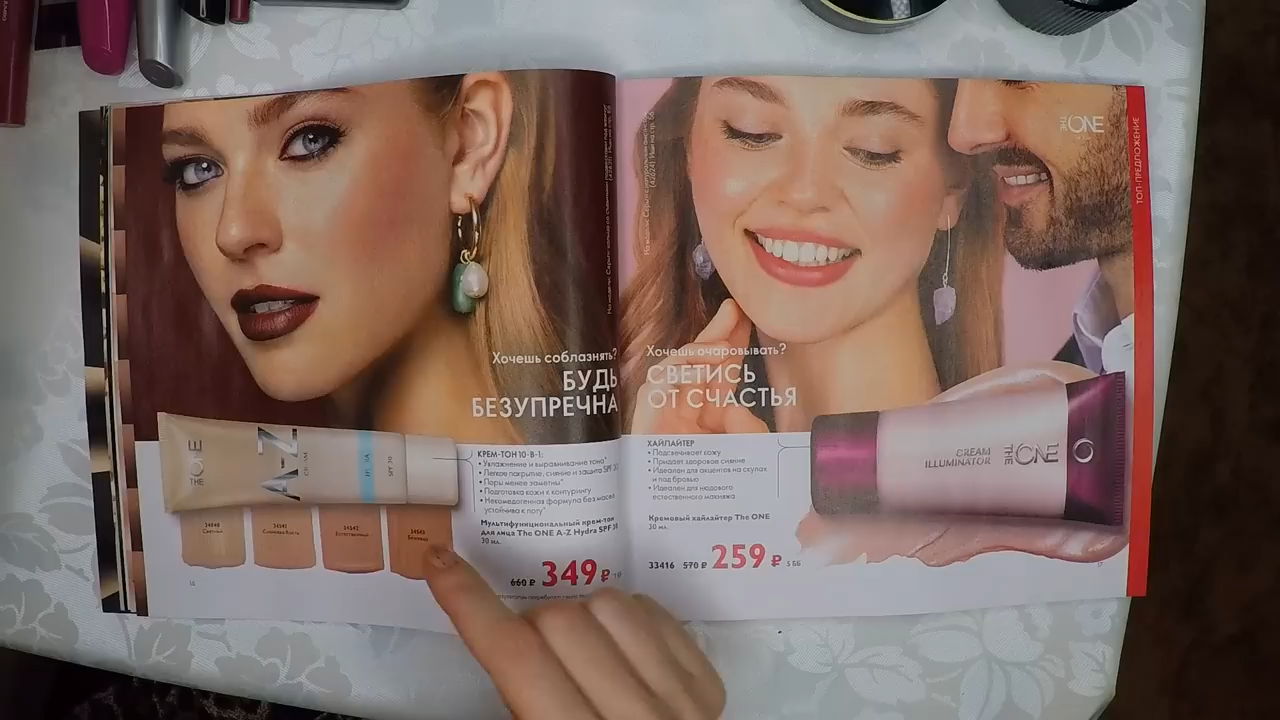 Хочешь соблазнять?
БУДЬ
БЕЗУПРЕЧНА
THE ONE
A-Z
SPF 30
КРЕМ-ТОН 10-В-1:
• Увлажнение и выравнивание тона*
• Легкое покрытие, сияние и защита SPF 30
• Поры менее заметны*
• Подготовка кожи к контурингу
• Некомедогенная формула без масел
устойчива к поту*
Мультифункциональный крем-тон
для лица The ONE A-Z Hydra SPF 30
30 мл.
660 ₽ 349 ₽
34542
34543
Хочешь очаровывать?
СВЕТИСЬ
ОТ СЧАСТЬЯ
THE ONE
ТОП-ПРЕДЛОЖЕНИЕ
ХАЙЛАЙТЕР
• Подсвечивает кожу
• Придает здоровое сияние
• Идеален для акцентов на скулах
и под бровью
• Идеален для нюдового
естественного макияжа
Кремовый хайлайтер The ONE
30 мл.
33416 570 ₽ 259 ₽ 5 ББ
CREAM
ILLUMINATOR
THE ONE